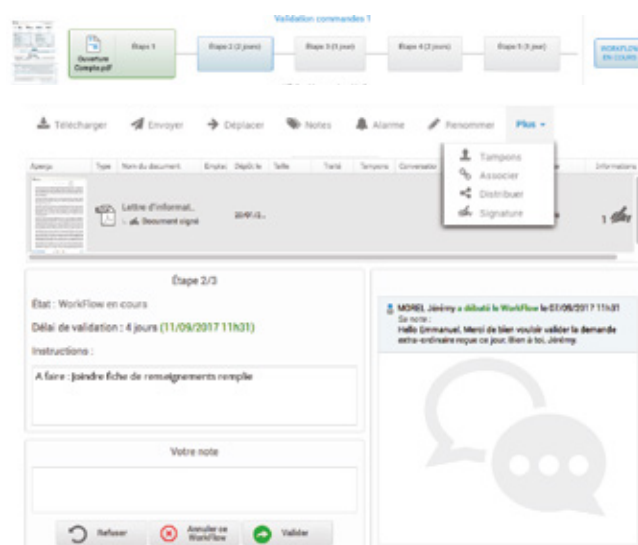 Validation commandes 1
Ouverture Compte.pdf
Étape 1
Étape 2 (2 jours)
Étape 3 (1 jour)
Étape 4 (2 jours)
Étape 5 (1 jour)
WORKFLOW EN COURS
Télécharger
Envoyer
Déplacer
Notes
Alarme
Renommer
Plus
Tampons
Associer
Distribuer
Signature
Aperçu
Type
Nom du document
Emplac
Dépôt le
Taille
Traité
Tampons
Conversation
Informations
Lettre d'informat...
Document signé
1
Étape 2/3
État : WorkFlow en cours
Délai de validation : 4 jours (11/09/2017 11h31)
Instructions :
A faire : Joindre fiche de renseignements remplie
MOREL Jérémy a débuté le WorkFlow le 07/09/2017 11h31
Sa note :
Hello Emmanuel. Merci de bien vouloir valider la demande
extra-ordinaire reçue ce jour. Bien à toi, Jérémy.
Votre note
Refuser
Annuler ce WorkFlow
Valider